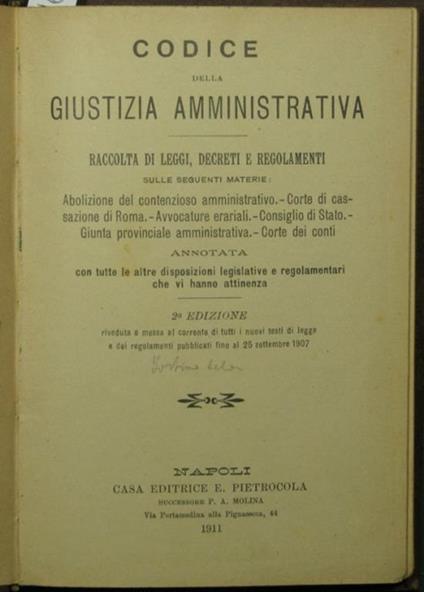 CODICE
DELLA
GIUSTIZIA AMMINISTRATIVA
RACCOLTA DI LEGGI, DECRETI E REGOLAMENTI
SULLE SEGUENTI MATERIE:
Abolizione del contenzioso amministrativo.-Corte di cas-
sazione di Roma.-Avvocature erariali.-Consiglio di Stato.-
Giunta provinciale amministrativa.-Corte dei conti
ANNOTATA
con tutte le altre disposizioni legislative e regolamentari
che vi hanno attinenza
2ª EDIZIONE
riveduta e messa al corrente di tutti i nuovi testi di legge
e dei regolamenti pubblicati fino al 25 settembre 1907
NAPOLI
CASA EDITRICE E. PIETROCOLA
SUCCESSORE P. A. MOLINA
Via Portamedina alla Pignasecca, 44
1911